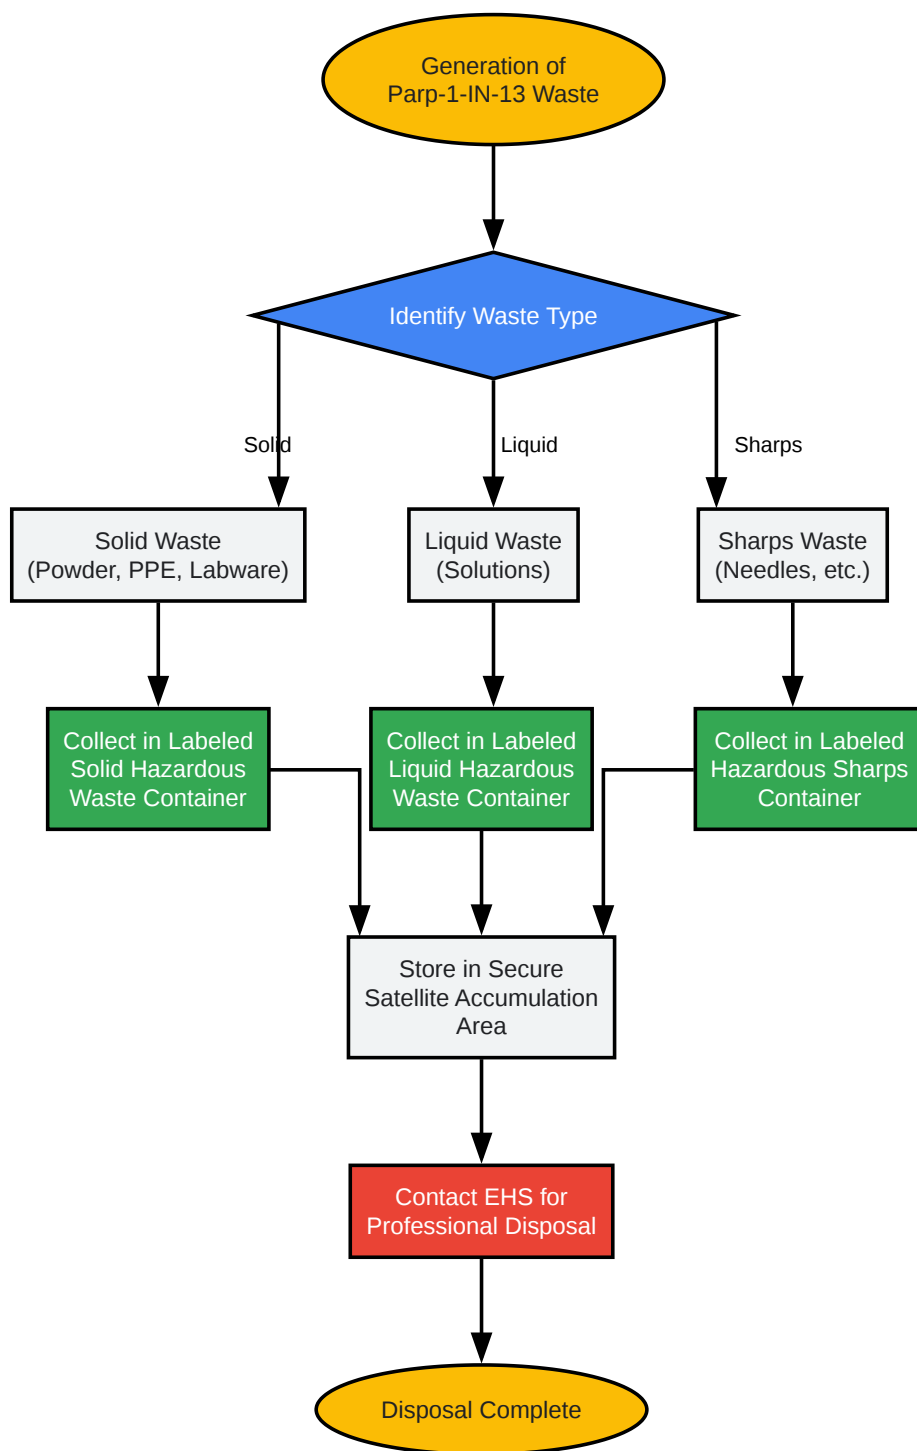 Generation of
Parp-1-IN-13 Waste
Identify Waste Type
Solid
Liquid
Sharps
Solid Waste
(Powder, PPE, Labware)
Liquid Waste
(Solutions)
Sharps Waste
(Needles, etc.)
Collect in Labeled
Solid Hazardous
Waste Container
Collect in Labeled
Liquid Hazardous
Waste Container
Collect in Labeled
Hazardous Sharps
Container
Store in Secure
Satellite Accumulation
Area
Contact EHS for
Professional Disposal
Disposal Complete